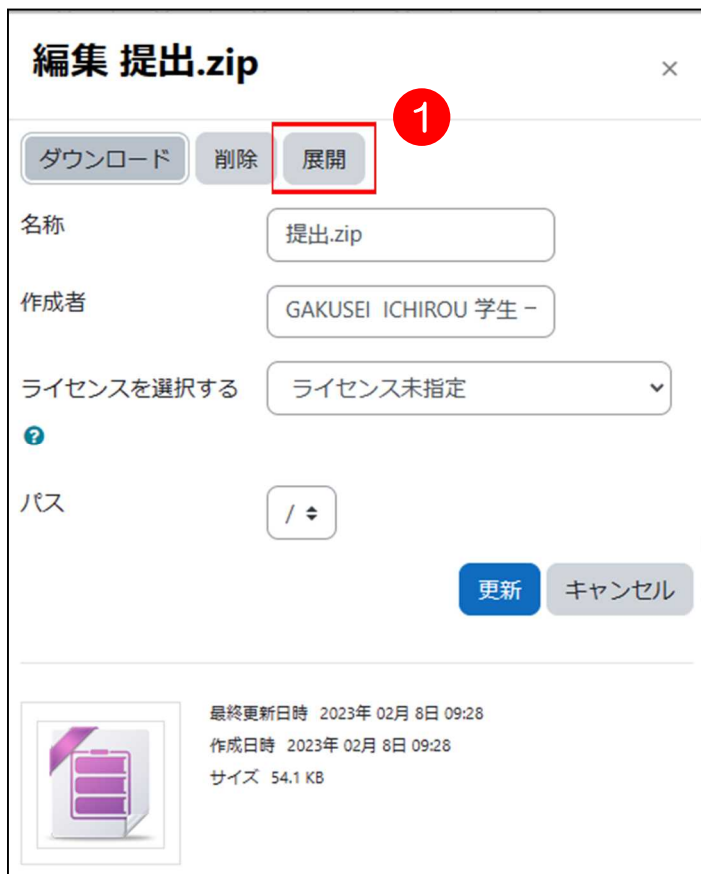 編集 提出.zip ×
1
ダウンロード 削除 展開
名称 提出.zip
作成者 GAKUSEI ICHIROU 学生 一
ライセンスを選択する ライセンス未指定
?
パス /
更新 キャンセル
最終更新日時 2023年 02月 8日 09:28
作成日時 2023年 02月 8日 09:28
サイズ 54.1 KB